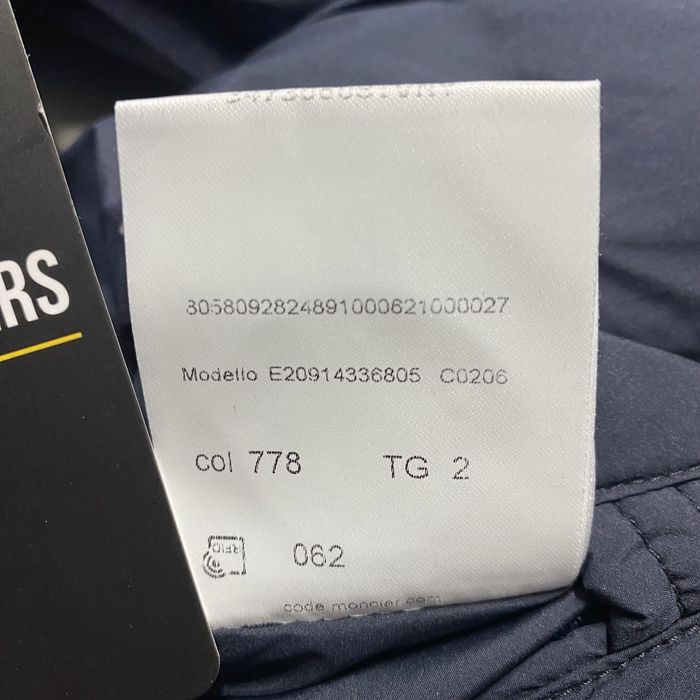 RS
8058092824891000621000027
Modello E20914336805 C0206
col 778 TG 2
RFID 062
code.moncler.com